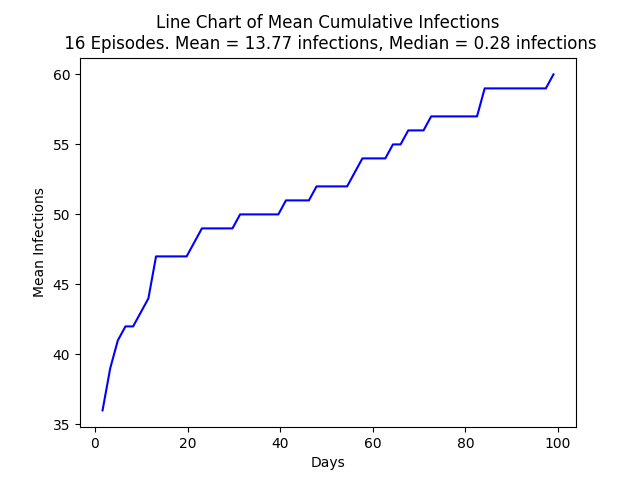 Line Chart of Mean Cumulative Infections
16 Episodes. Mean = 13.77 infections, Median = 0.28 infections
60
55
50
45
40
35
Mean Infections
0 20 40 60 80 100
Days